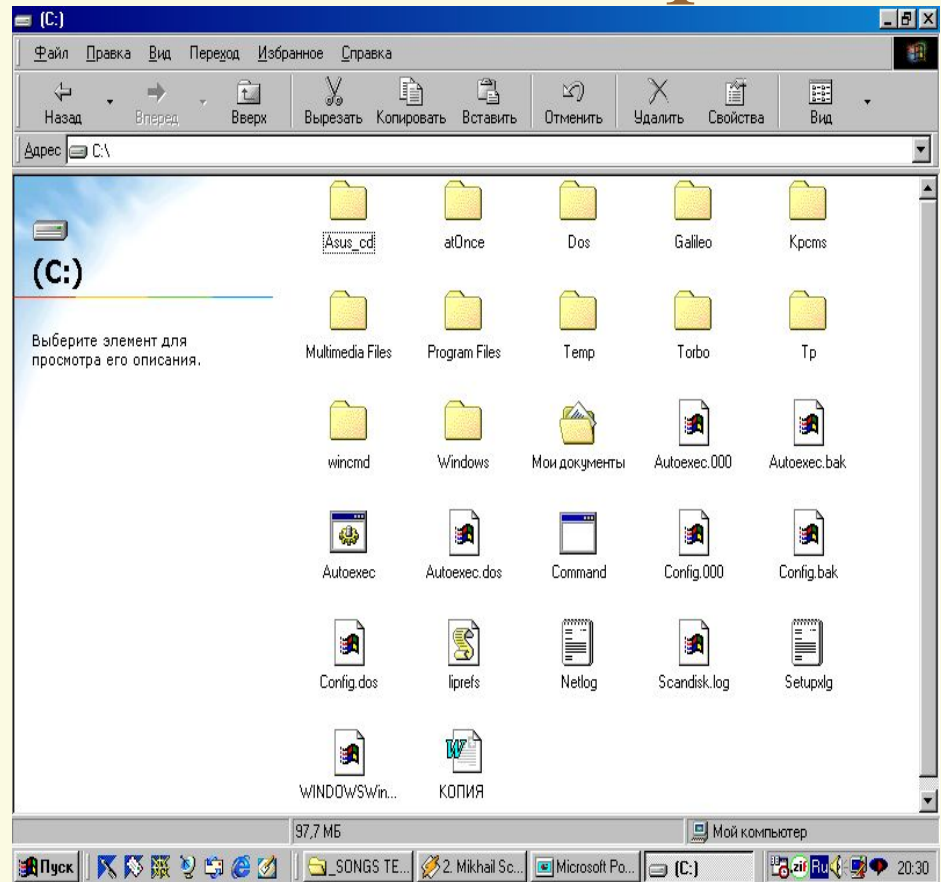 (C:)
Файл Правка Вид Переход Избранное Справка
Назад Вперед Вверх Вырезать Копировать Вставить Отменить Удалить Свойства Вид
Адрес C:\
(C:)
Выберите элемент для
просмотра его описания.
Asus_cd atOnce Dos Galileo Kpcms
Multimedia Files Program Files Temp Torbo Tp
wincmd Windows Мои документы Autoexec.000 Autoexec.bak
Autoexec Autoexec.dos Command Config.000 Config.bak
Config.dos liprefs Netlog Scandisk.log Setupxlg
WINDOWSWin... КОПИЯ
97,7 МБ Мой компьютер
Пуск _SONGS TE... 2. Mikhail Sc... Microsoft Po... (C:) zif Ru 20:30